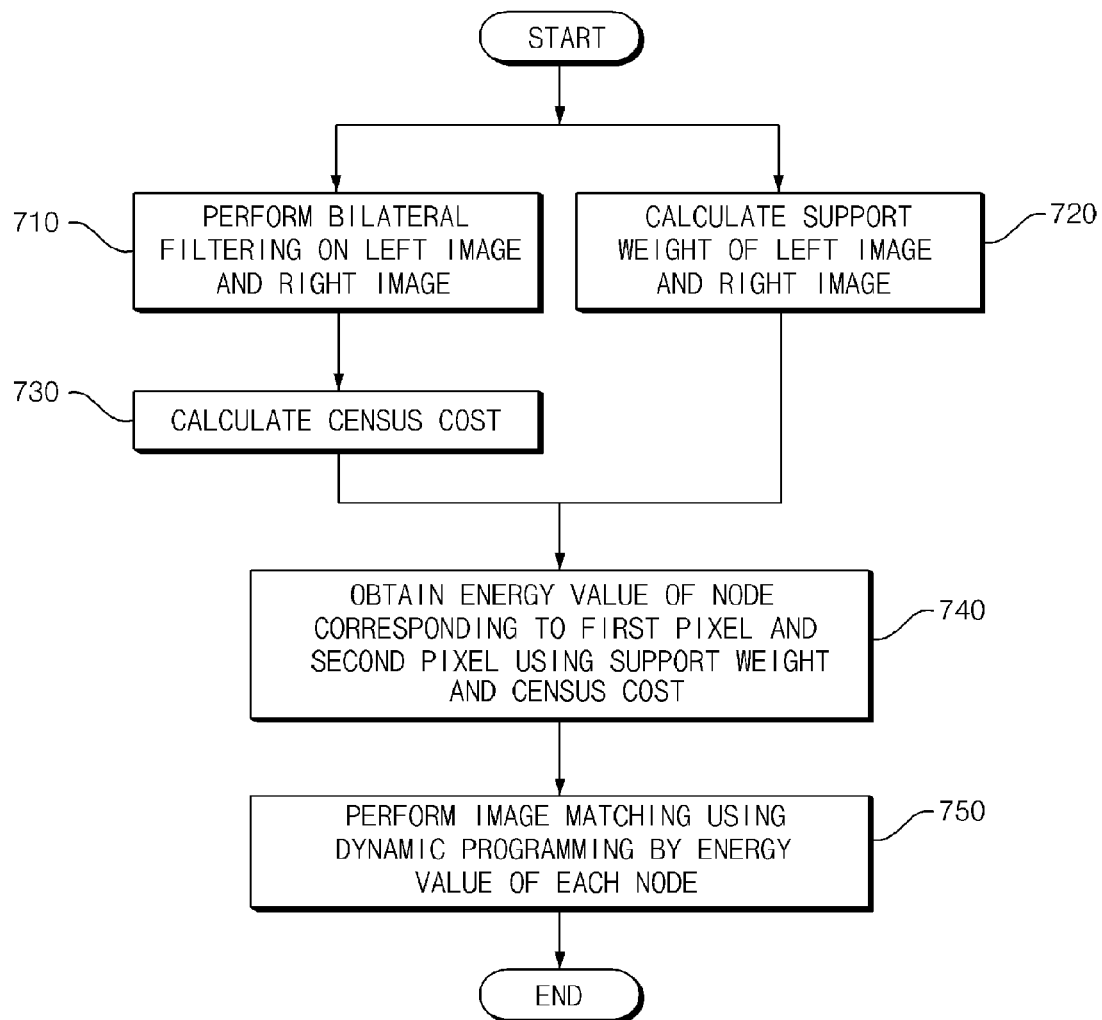 START
710
PERFORM BILATERAL
FILTERING ON LEFT IMAGE
AND RIGHT IMAGE
CALCULATE SUPPORT
WEIGHT OF LEFT IMAGE
AND RIGHT IMAGE
720
730
CALCULATE CENSUS COST
OBTAIN ENERGY VALUE OF NODE
CORRESPONDING TO FIRST PIXEL AND
SECOND PIXEL USING SUPPORT WEIGHT
AND CENSUS COST
740
PERFORM IMAGE MATCHING USING
DYNAMIC PROGRAMMING BY ENERGY
VALUE OF EACH NODE
750
END